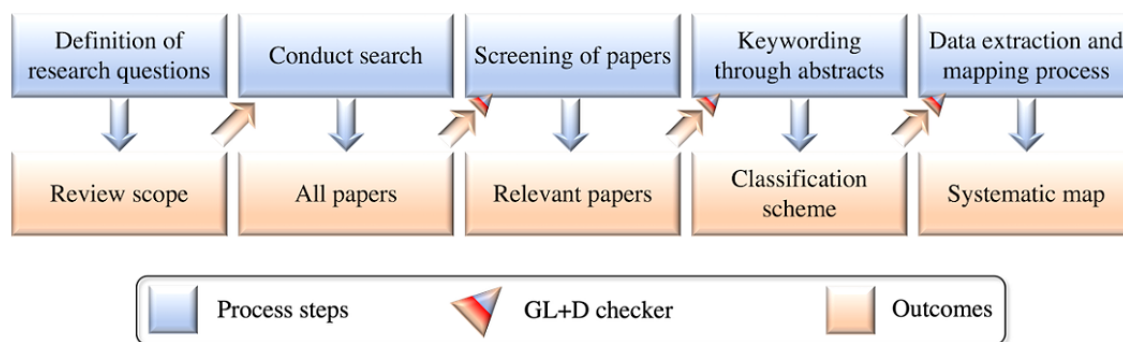 Definition of
research questions
Conduct search
Screening of papers
Keywording
through abstracts
Data extraction and
mapping process
Review scope
All papers
Relevant papers
Classification
scheme
Systematic map
Process steps
GL+D checker
Outcomes